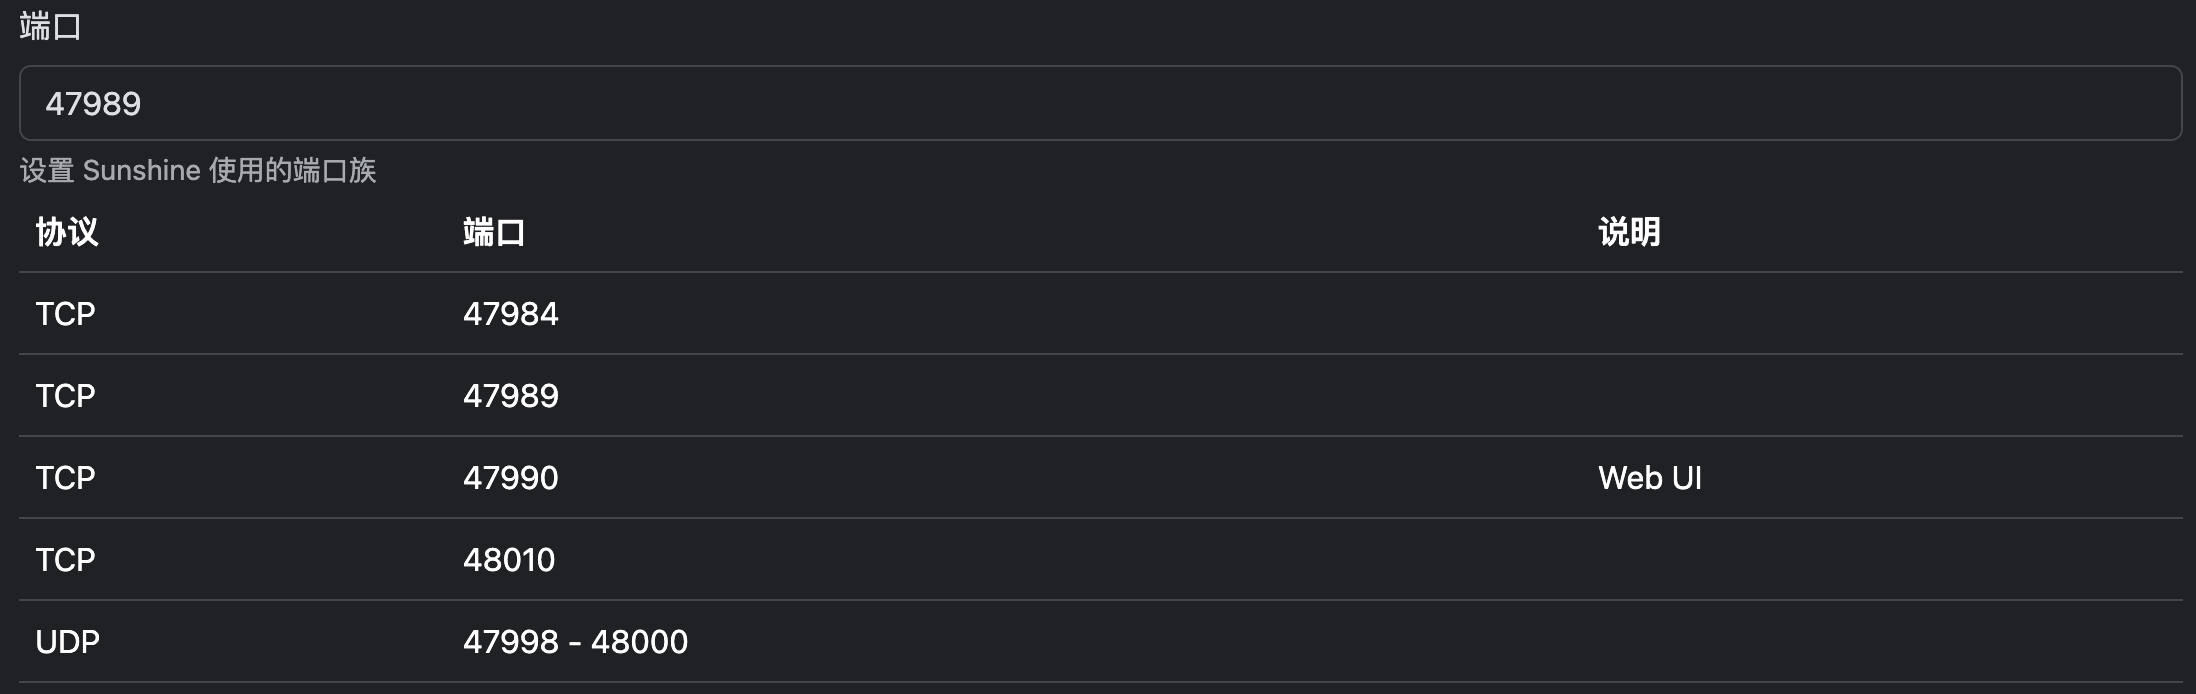 端口
47989
设置 Sunshine 使用的端口族
协议 端口 说明
TCP 47984
TCP 47989
TCP 47990 Web UI
TCP 48010
UDP 47998 - 48000